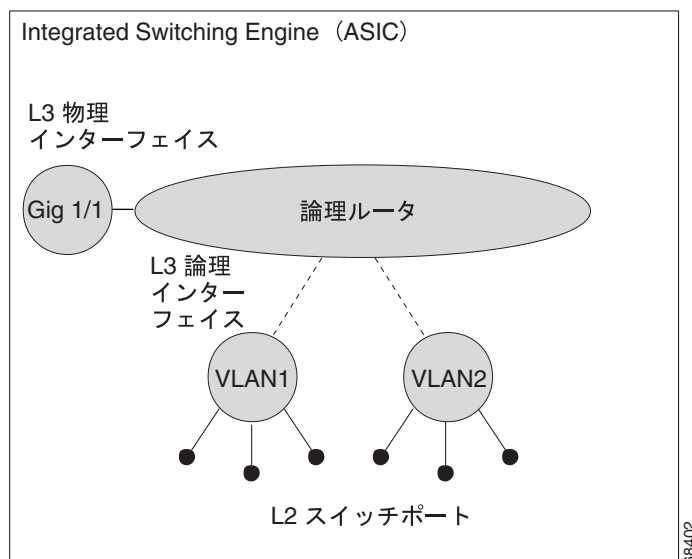 Integrated Switching Engine（ASIC）
L3 物理
インターフェイス
Gig 1/1
論理ルータ
L3 論理
インター
フェイス
VLAN1
VLAN2
L2 スイッチポート
68402